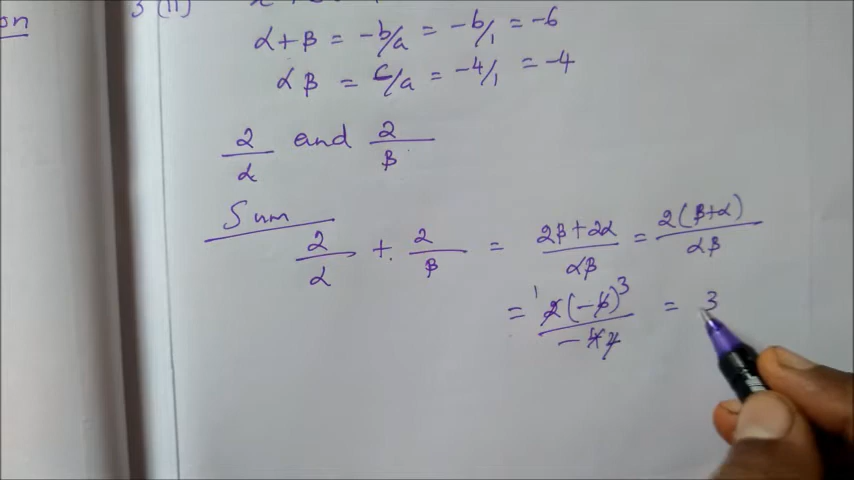 on
3 (ii)
α+β = -b/a = -6/1 = -6
αβ = c/a = -4/1 = -4
2/α and 2/β
Sum
2/α + 2/β = 2β+2α/αβ = 2(β+α)/αβ
= 2(-6)/-4 = 3